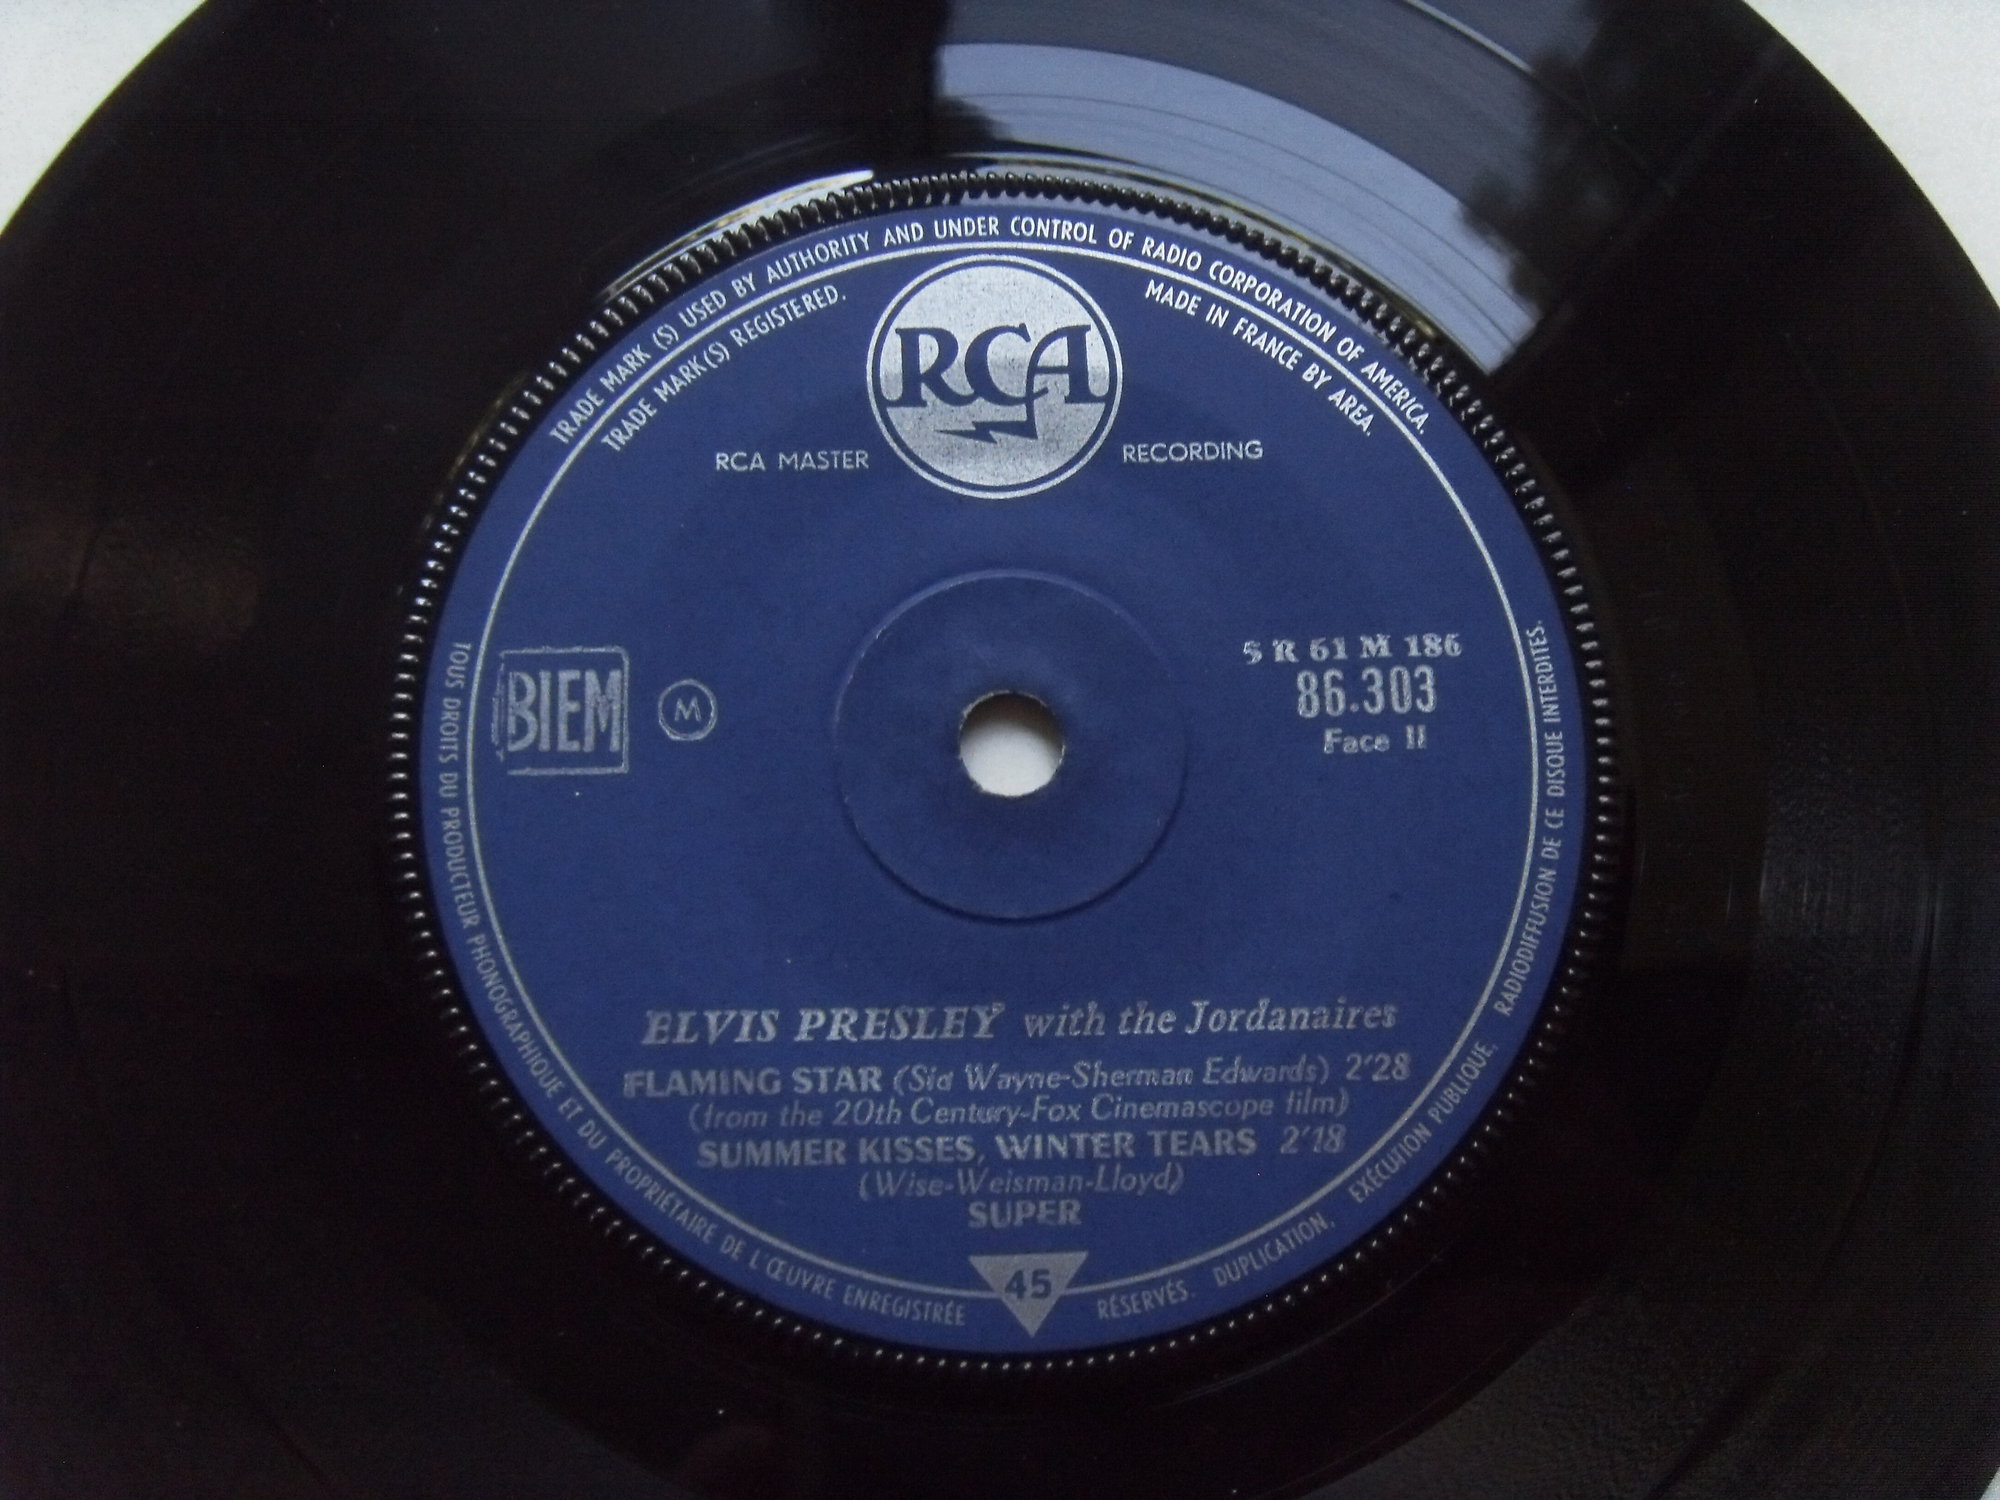 TRADE MARK (S) USED BY AUTHORITY AND UNDER CONTROL OF RADIO CORPORATION OF AMERICA.
TRADE MARK(S) REGISTERED.
MADE IN FRANCE BY AREA.
RCA
RCA MASTER RECORDING
BIEM
M
S R 61 M 186
86.303
Face II
ELVIS PRESLEY with the Jordanaires
FLAMING STAR (Sid Wayne-Sherman Edwards) 2'28
(from the 20th Century-Fox Cinemascope film)
SUMMER KISSES, WINTER TEARS 2'18
(Wise-Weisman-Lloyd)
SUPER
45
TOUS DROITS DU PRODUCTEUR PHONOGRAPHIQUE ET DU PROPRIÉTAIRE DE L'ŒUVRE ENREGISTRÉE RÉSERVÉS. DUPLICATION, EXÉCUTION PUBLIQUE, RADIODIFFUSION DE CE DISQUE INTERDITES.